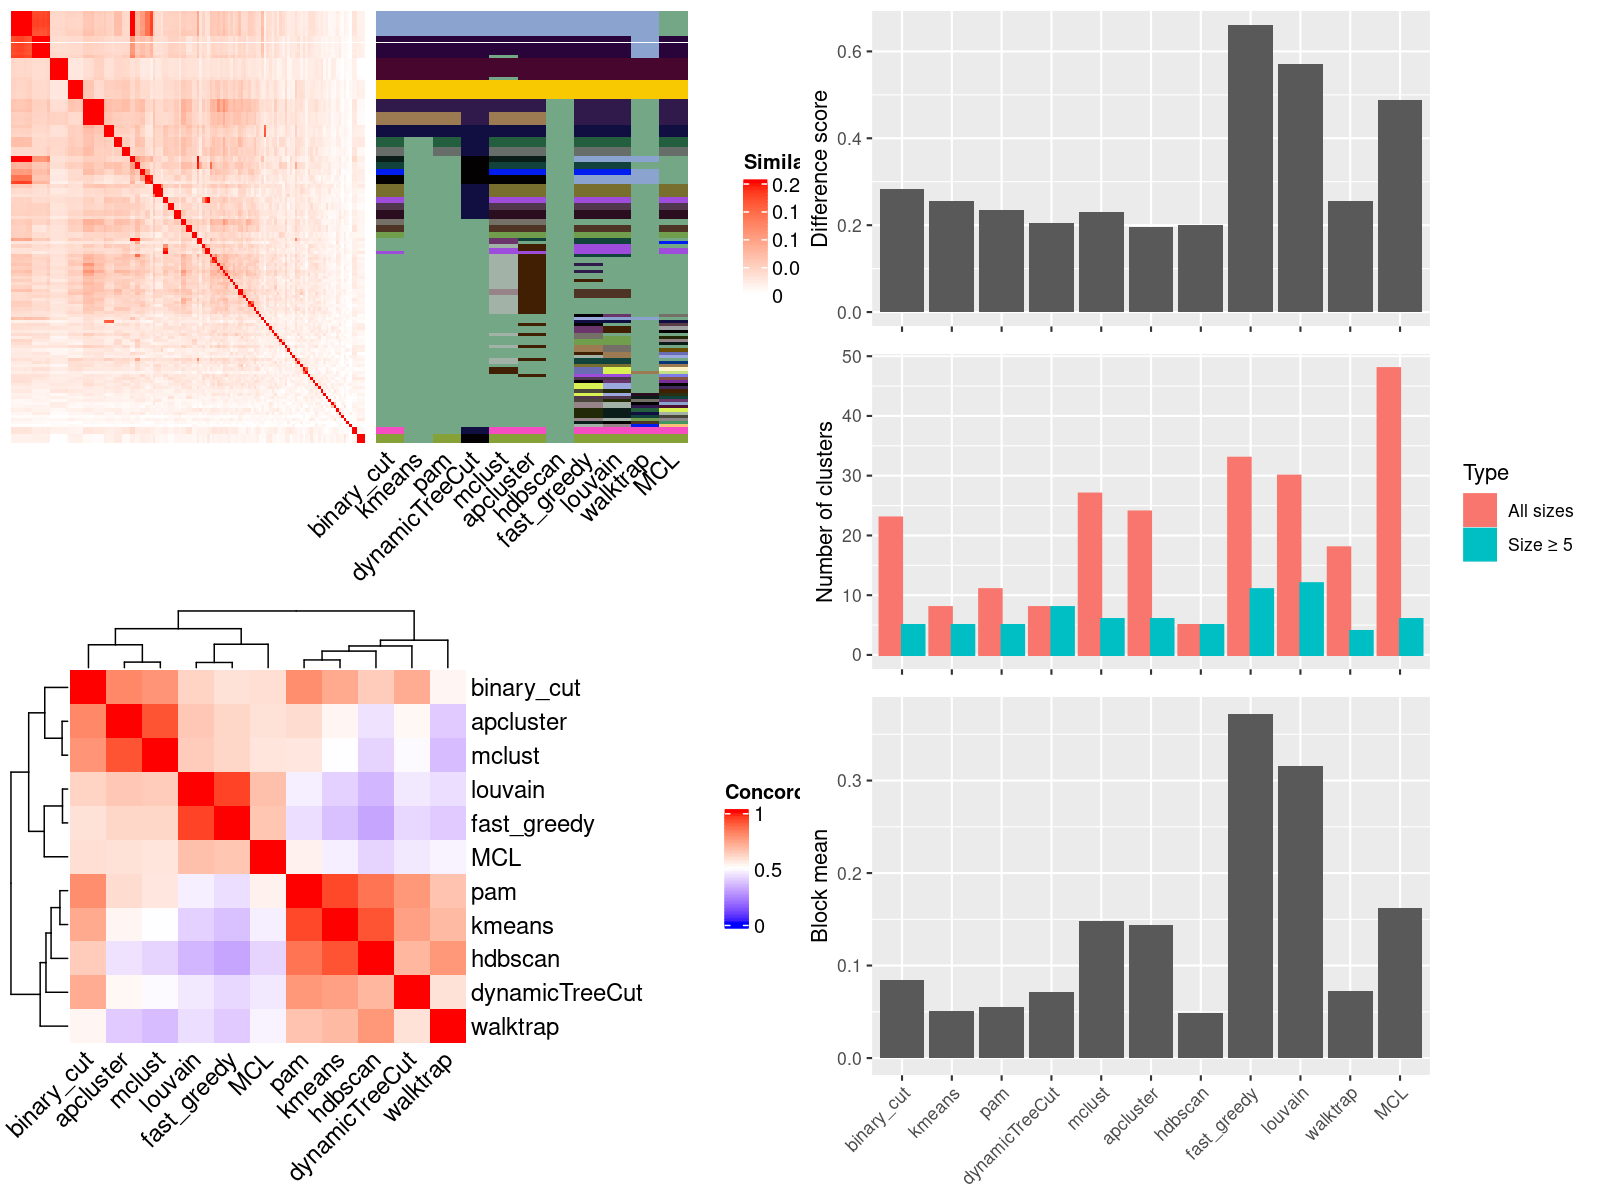 Simila
0.2
0.1
0.1
0.0
0
binary_cut
kmeans
pam
dynamicTreeCut
mclust
apcluster
hdbscan
fast_greedy
louvain
walktrap
MCL
binary_cut
apcluster
mclust
louvain
fast_greedy
MCL
pam
kmeans
hdbscan
dynamicTreeCut
walktrap
Concord
1
0.5
0
binary_cut
apcluster
mclust
louvain
fast_greedy
MCL
pam
kmeans
hdbscan
dynamicTreeCut
walktrap
Difference score
0.6
0.4
0.2
0.0
Number of clusters
50
40
30
20
10
0
Type
All sizes
Size ≥ 5
Block mean
0.3
0.2
0.1
0.0
binary_cut
kmeans
pam
dynamicTreeCut
mclust
apcluster
hdbscan
fast_greedy
louvain
walktrap
MCL